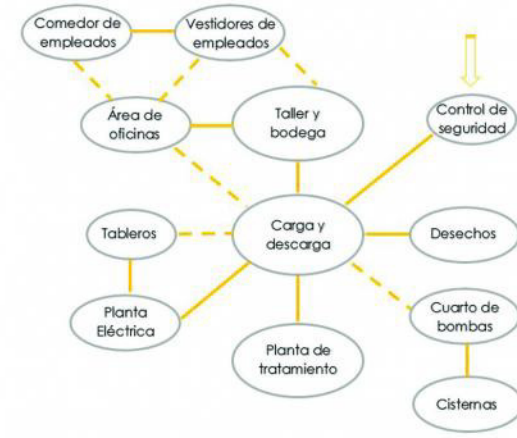 Comedor de
empleados
Vestidores de
empleados
Área de
oficinas
Taller y
bodega
Control de
seguridad
Tableros
Carga y
descarga
Desechos
Planta
Eléctrica
Planta de
tratamiento
Cuarto de
bombas
Cisternas